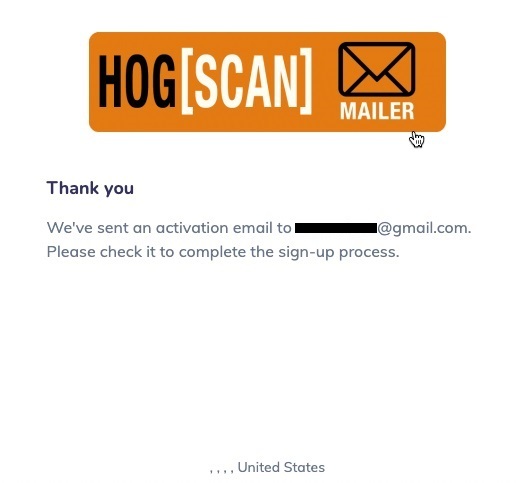 HOG[SCAN]
MAILER
Thank you
We've sent an activation email to @gmail.com.
Please check it to complete the sign-up process.
, , , , United States